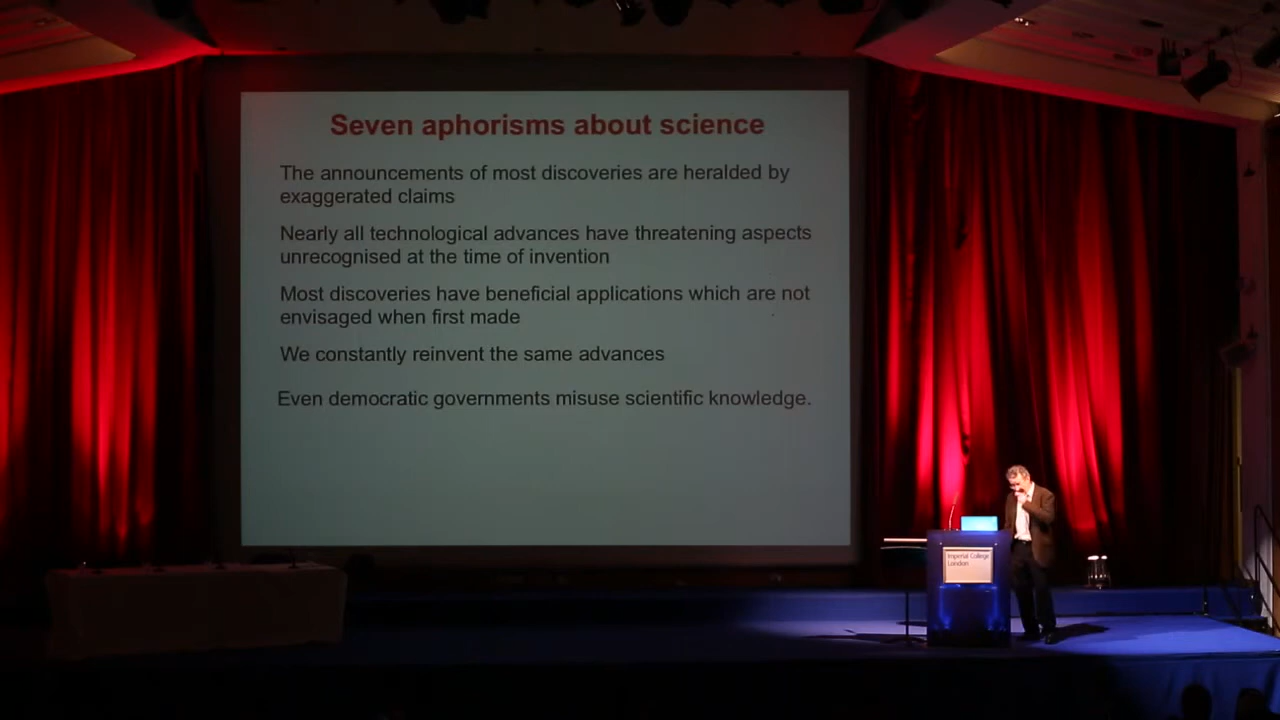 Seven aphorisms about science
The announcements of most discoveries are heralded by
exaggerated claims
Nearly all technological advances have threatening aspects
unrecognised at the time of invention
Most discoveries have beneficial applications which are not
envisaged when first made
We constantly reinvent the same advances
Even democratic governments misuse scientific knowledge.
Imperial College
London